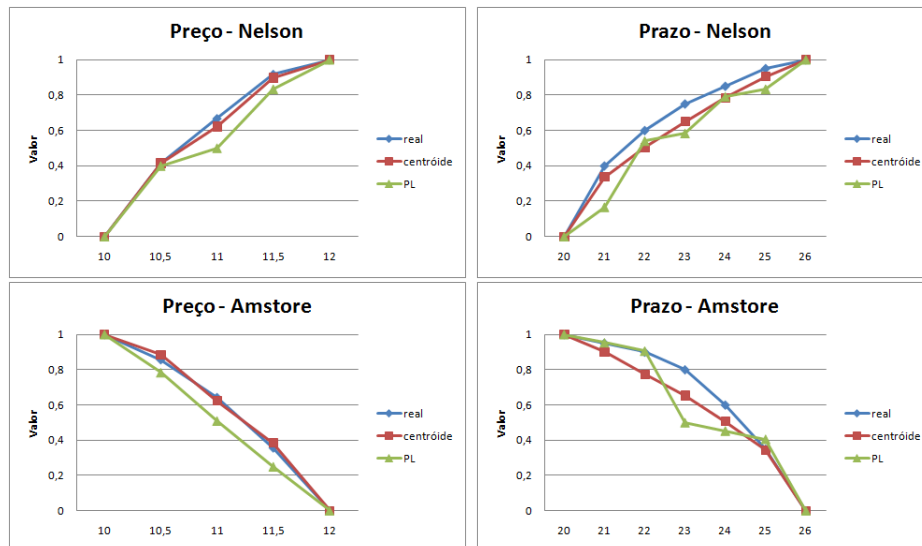 Preço - Nelson
Valor
1
0,8
0,6
0,4
0,2
0
10 10,5 11 11,5 12
real
centróide
PL
Prazo - Nelson
Valor
1
0,8
0,6
0,4
0,2
0
20 21 22 23 24 25 26
real
centróide
PL
Preço - Amstore
Valor
1
0,8
0,6
0,4
0,2
0
10 10,5 11 11,5 12
real
centróide
PL
Prazo - Amstore
Valor
1
0,8
0,6
0,4
0,2
0
20 21 22 23 24 25 26
real
centróide
PL